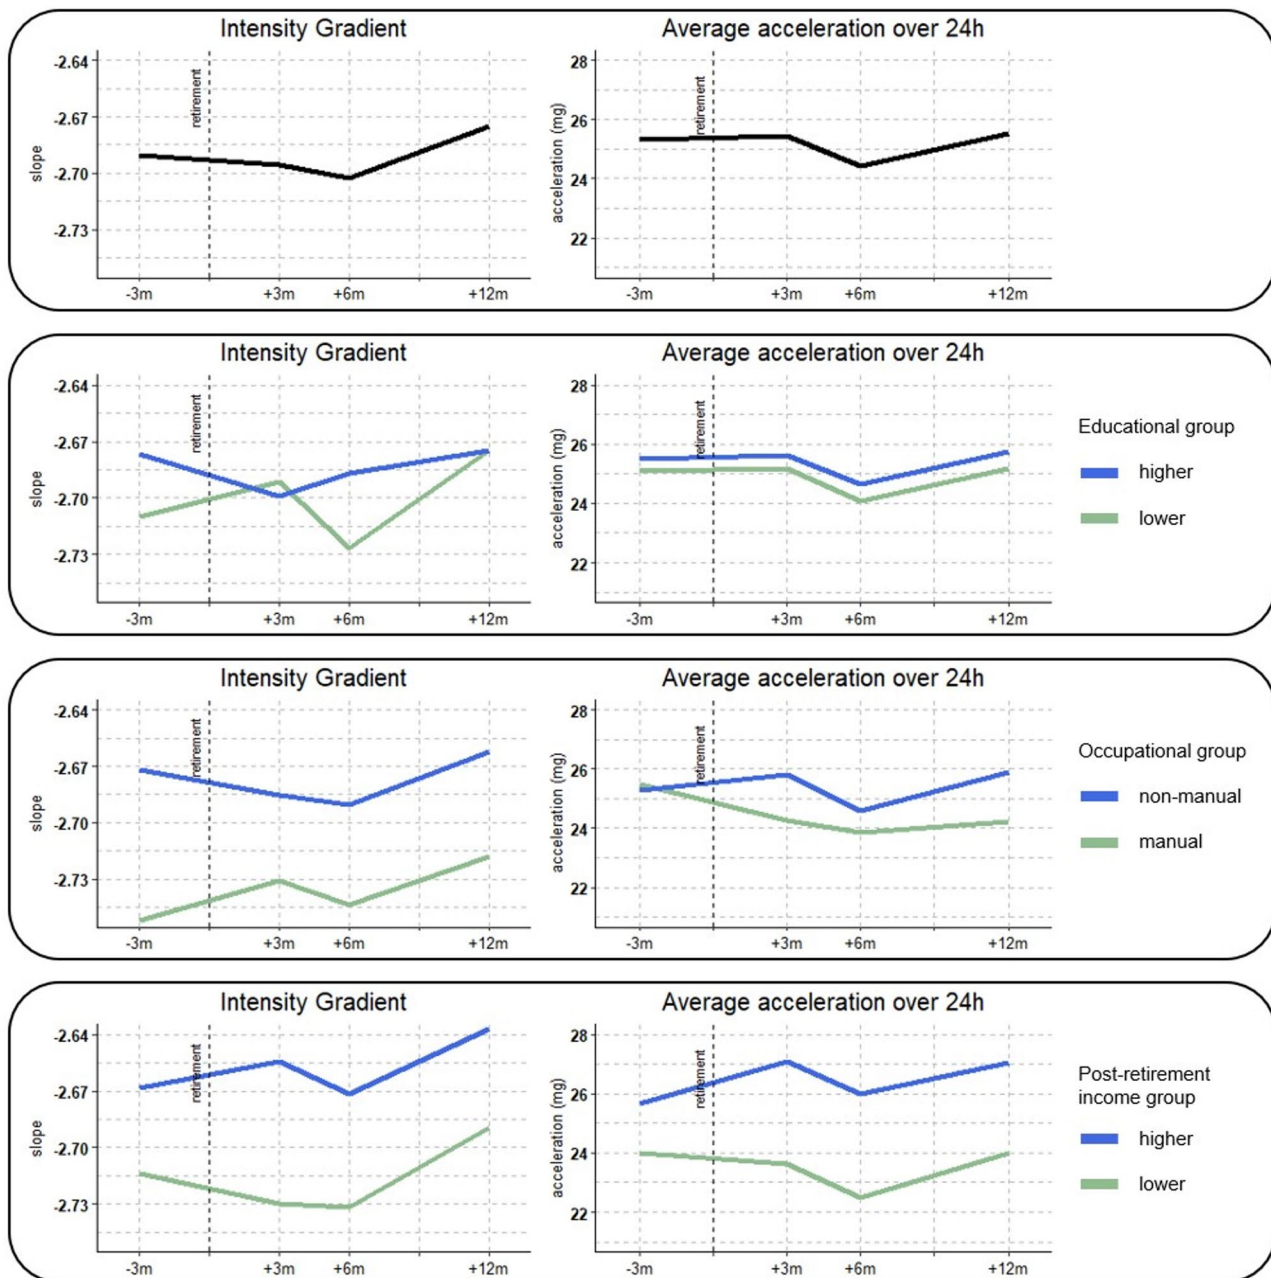 Intensity Gradient
Average acceleration over 24h
slope
-2.64
-2.67
-2.70
-2.73
retirement
-3m
+3m
+6m
+12m
acceleration (mg)
28
26
24
22
retirement
-3m
+3m
+6m
+12m
Intensity Gradient
Average acceleration over 24h
slope
-2.64
-2.67
-2.70
-2.73
retirement
-3m
+3m
+6m
+12m
acceleration (mg)
28
26
24
22
retirement
-3m
+3m
+6m
+12m
Educational group
higher
lower
Intensity Gradient
Average acceleration over 24h
slope
-2.64
-2.67
-2.70
-2.73
retirement
-3m
+3m
+6m
+12m
acceleration (mg)
28
26
24
22
retirement
-3m
+3m
+6m
+12m
Occupational group
non-manual
manual
Intensity Gradient
Average acceleration over 24h
slope
-2.64
-2.67
-2.70
-2.73
retirement
-3m
+3m
+6m
+12m
acceleration (mg)
28
26
24
22
retirement
-3m
+3m
+6m
+12m
Post-retirement
income group
higher
lower